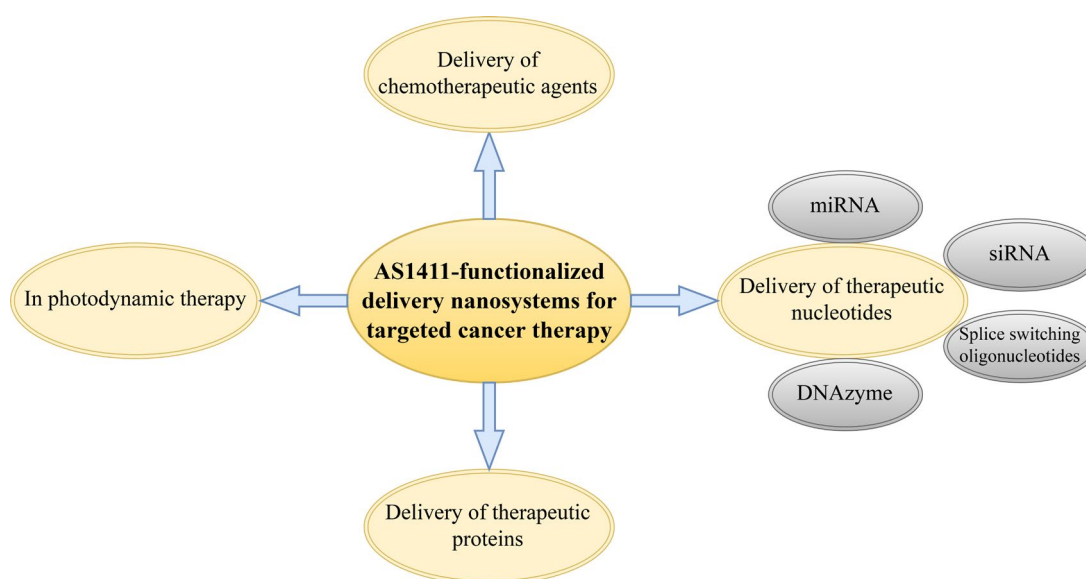 Delivery of
chemotherapeutic agents
miRNA
siRNA
In photodynamic therapy
AS1411-functionalized
delivery nanosystems for
targeted cancer therapy
Delivery of therapeutic
nucleotides
Splice switching
oligonucleotides
DNAzyme
Delivery of therapeutic
proteins